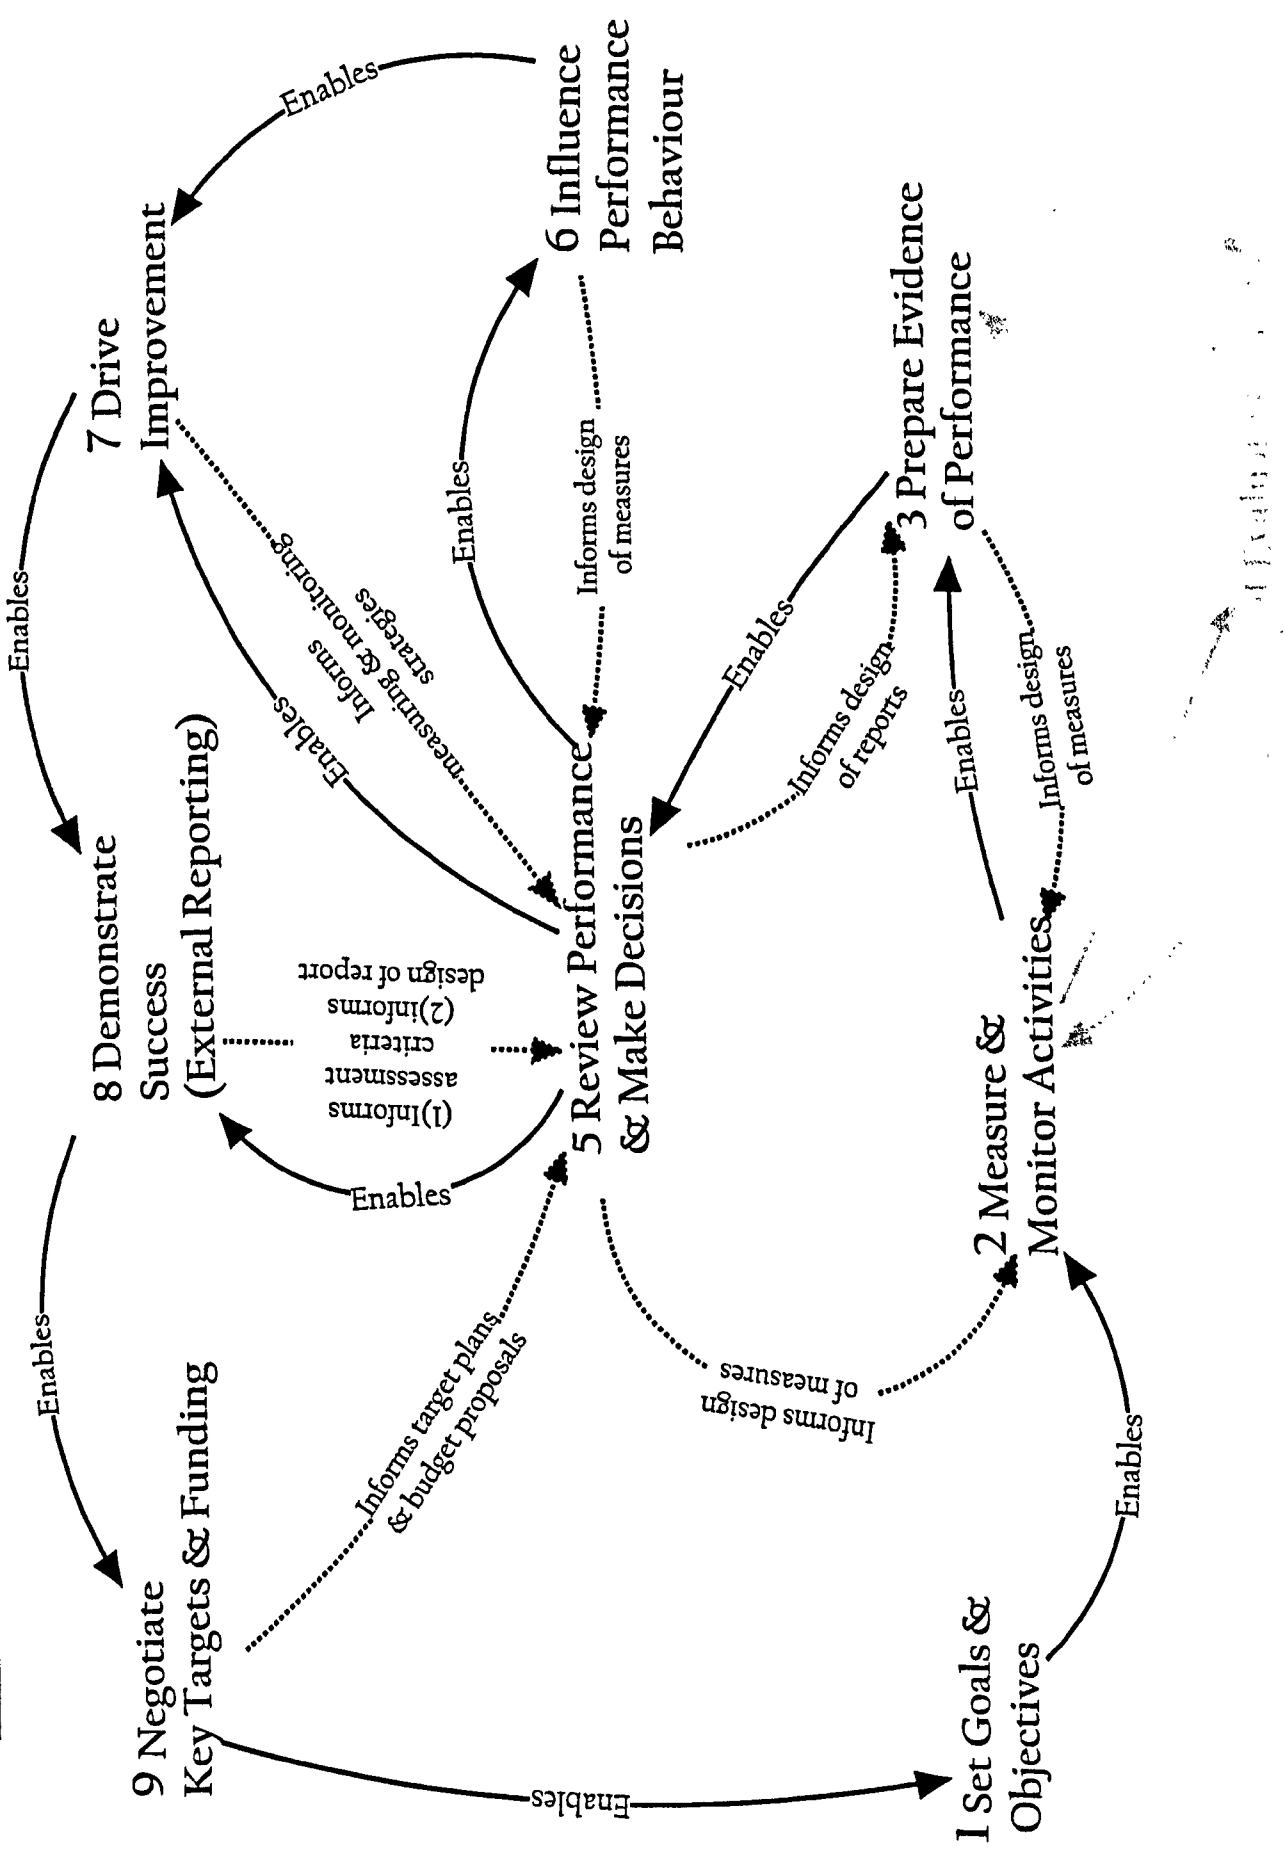 9 Negotiate
Key Targets & Funding
Enables
8 Demonstrate
Success
(External Reporting)
Enables
7 Drive
Improvement
Enables
Informs target plans
& budget proposals
Enables
(1)Informs
assessment
criteria
(2)Informs
design of report
Enables
Informs
measuring & monitoring
strategies
Enables
Enables
5 Review Performance
& Make Decisions
Informs design
of measures
6 Influence
Performance
Behaviour
Informs design
of measures
Enables
Informs design
of reports
3 Prepare Evidence
of Performance
1 Set Goals &
Objectives
Enables
2 Measure &
Monitor Activities
Enables
Informs design
of measures